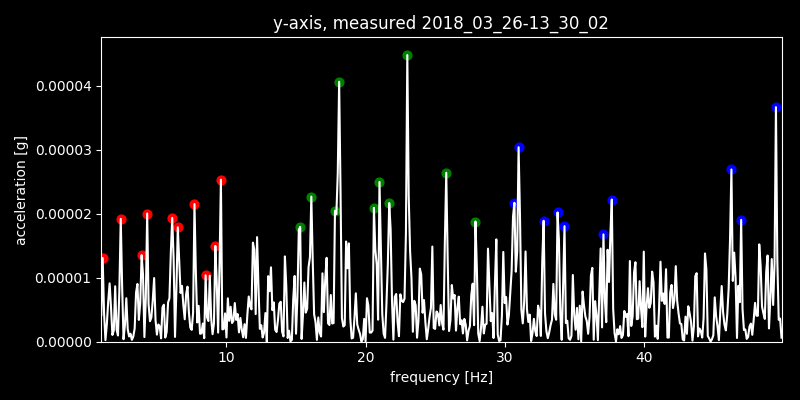 y-axis, measured 2018_03_26-13_30_02
acceleration [g]
0.00004
0.00003
0.00002
0.00001
0.00000
10 20 30 40
frequency [Hz]